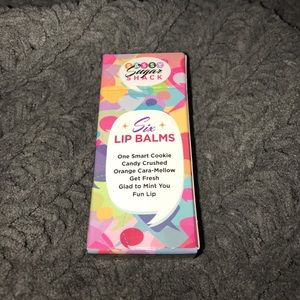 SASSY
Sugar
SHACK
Six
LIP BALMS
One Smart Cookie
Candy Crushed
Orange Cara-Mellow
Get Fresh
Glad to Mint You
Fun Lip